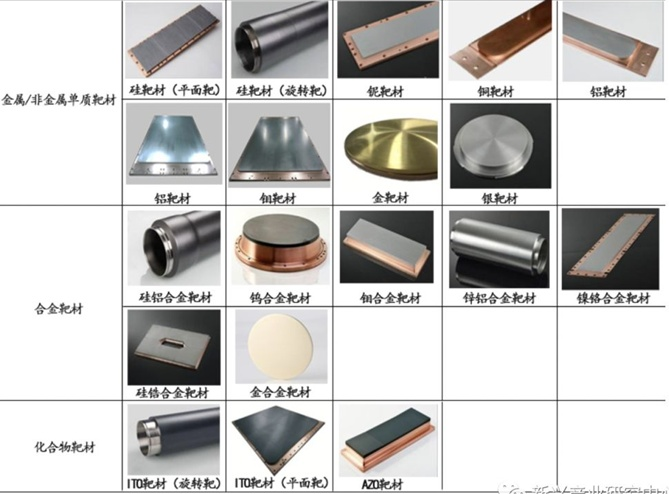 金属/非金属单质靶材
硅靶材（平面靶） 硅靶材（旋转靶） 铌靶材 铜靶材 铝靶材
铝靶材 钼靶材 金靶材 银靶材
合金靶材
硅铝合金靶材 钨合金靶材 钼合金靶材 锌铝合金靶材 镍铬合金靶材
硅锆合金靶材 金合金靶材
化合物靶材
ITO靶材（旋转靶） ITO靶材（平面靶） AZO靶材